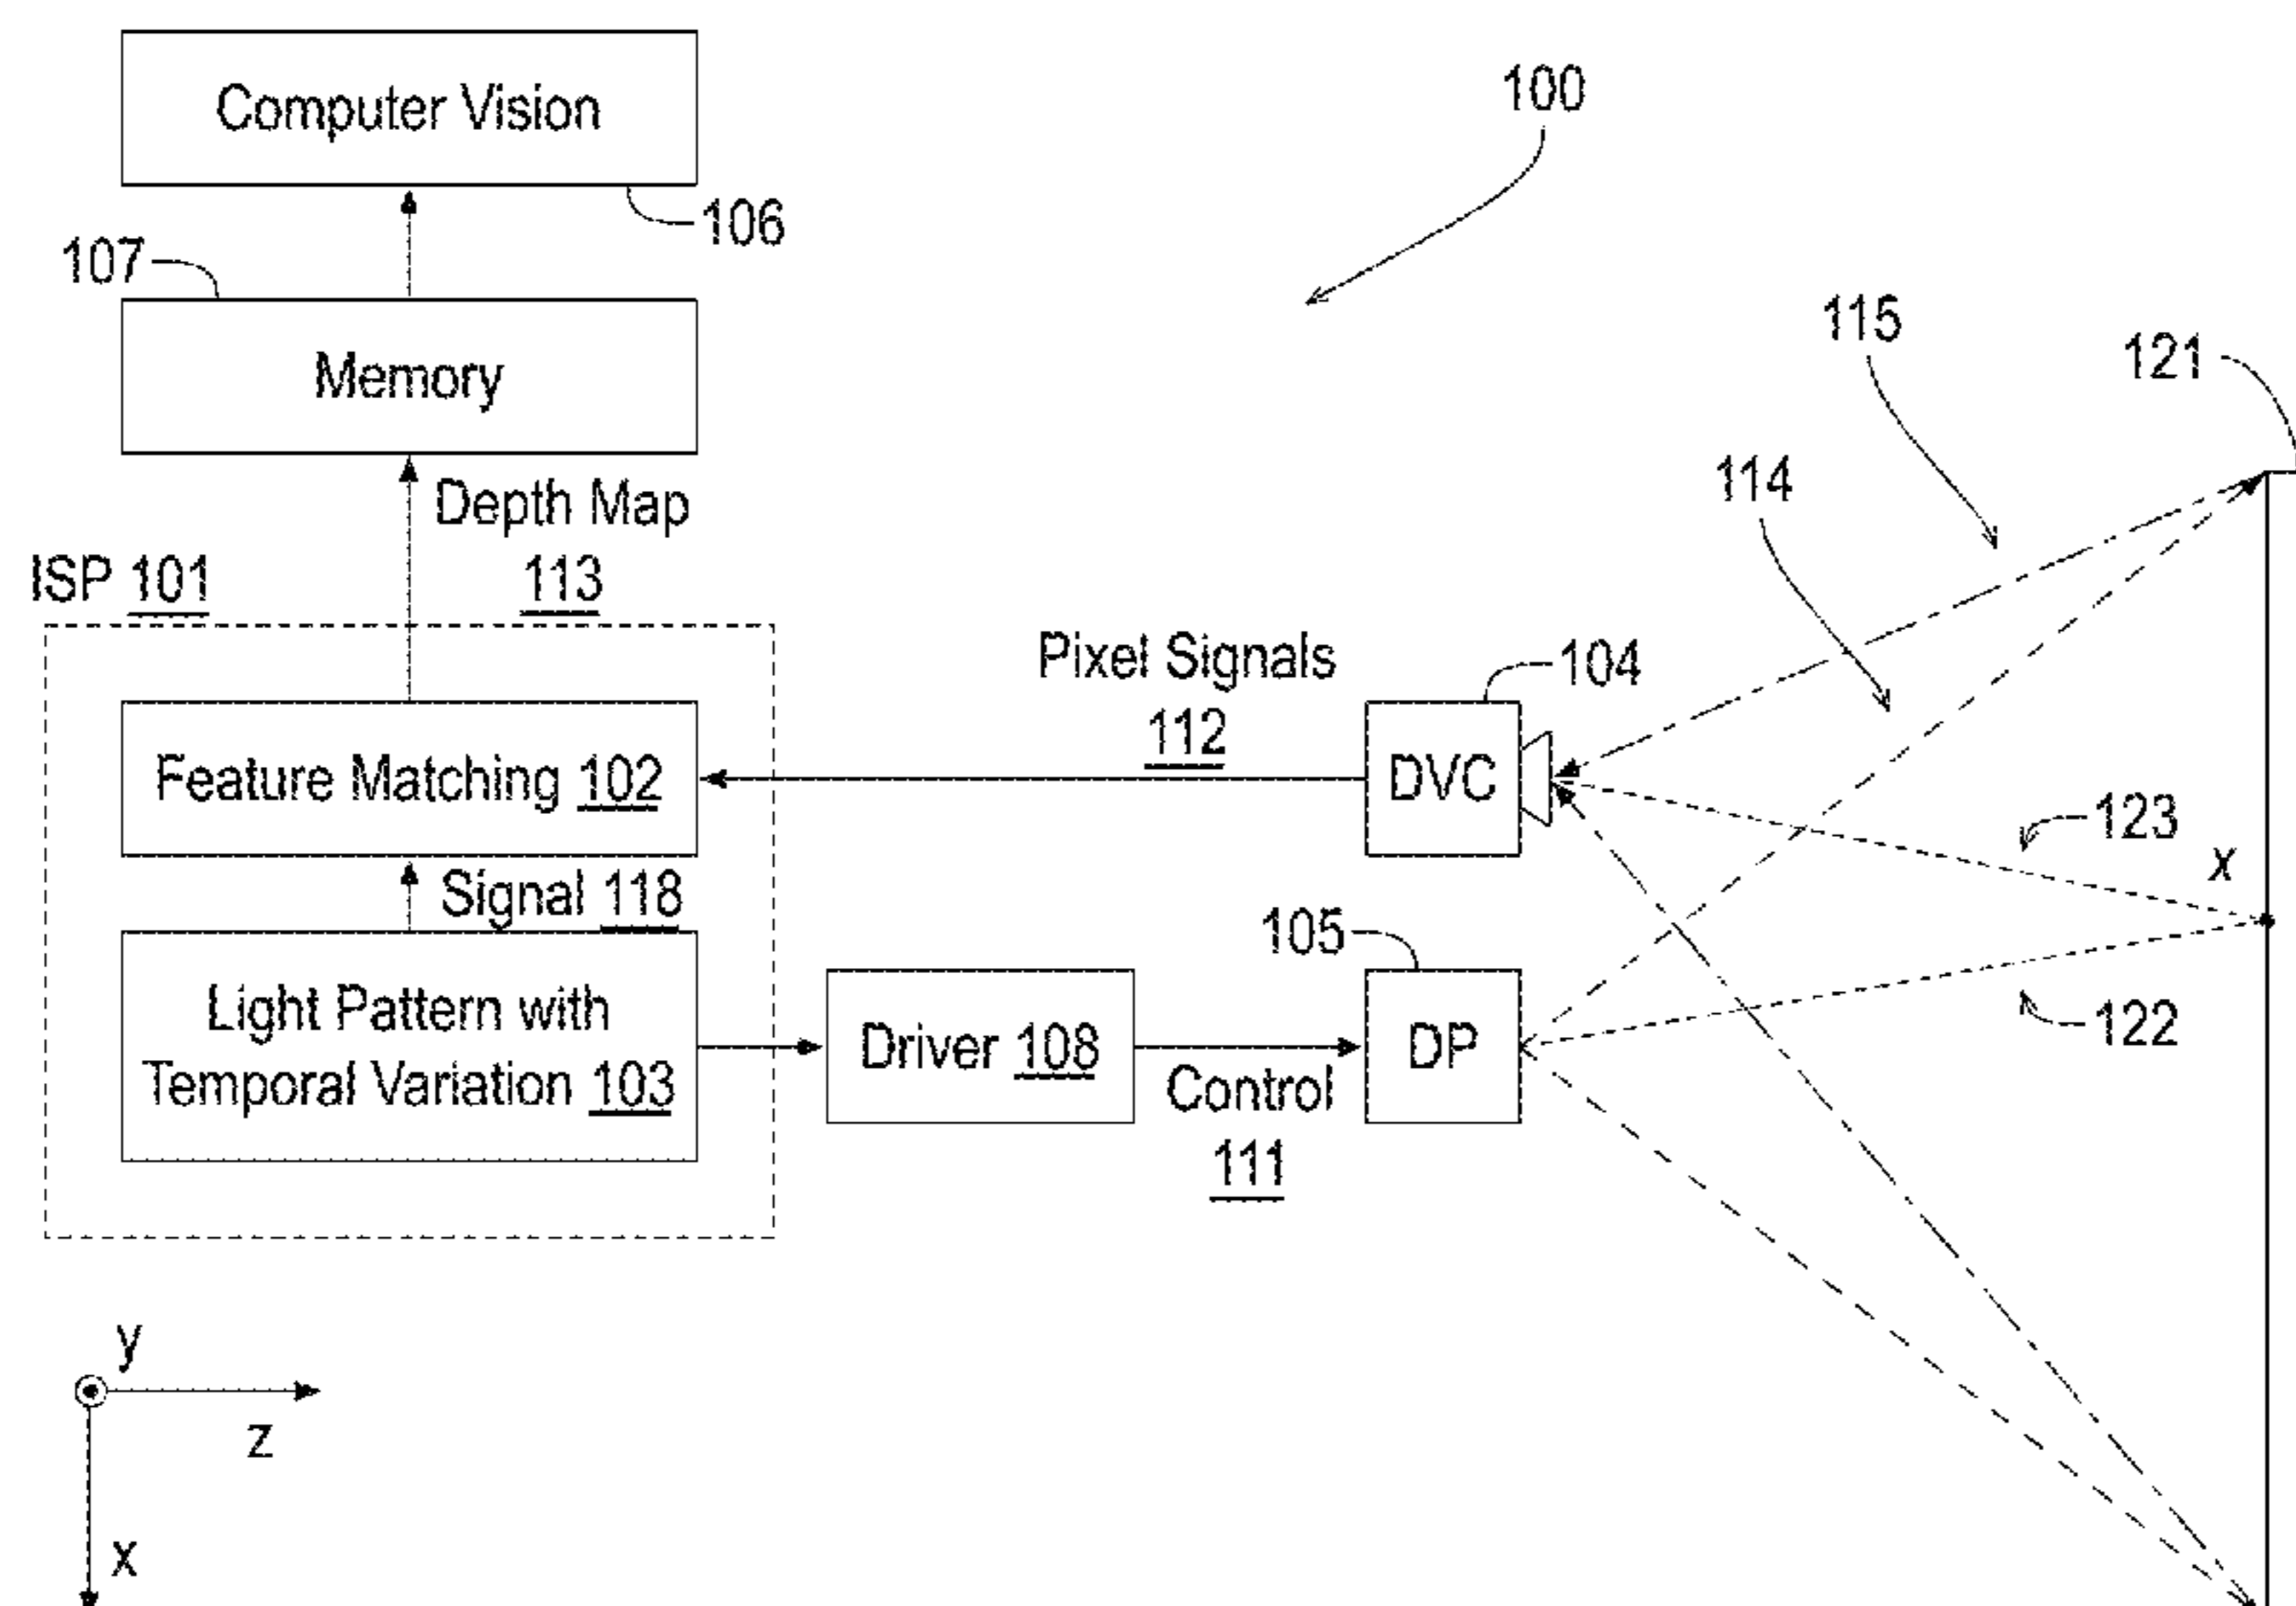 Computer Vision
100
106
107
115
121
Memory
114
Depth Map
113
ISP 101
Pixel Signals
112
104
Feature Matching 102
DVC
123
x
Signal 118
105
Light Pattern with
Temporal Variation 103
Driver 108
DP
122
Control
111
y
z
x